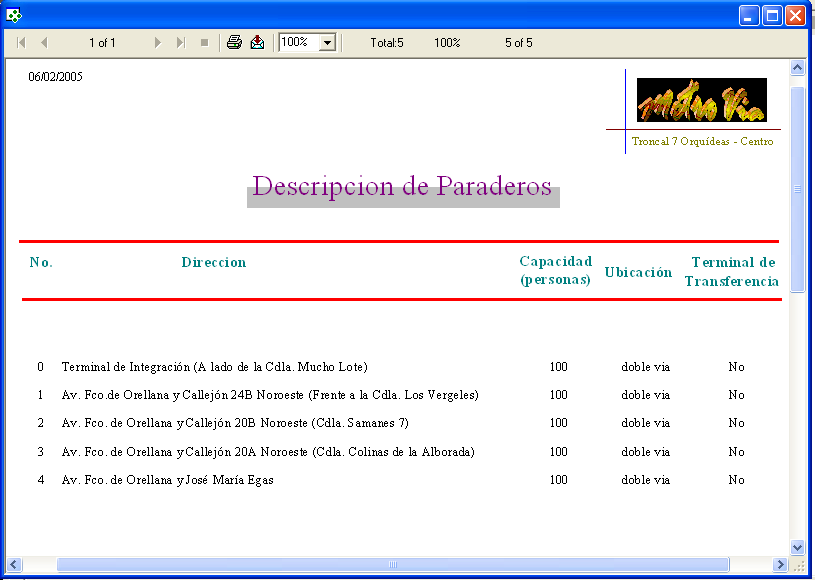 1 of 1 100% Total:5 100% 5 of 5
06/02/2005
Metro Via
Troncal 7 Orquídeas - Centro
Descripcion de Paraderos
No. Direccion Capacidad (personas) Ubicación Terminal de Transferencia
0 Terminal de Integración (A lado de la Cdla. Mucho Lote) 100 doble via No
1 Av. Fco.de Orellana y Callejón 24B Noroeste (Frente a la Cdla. Los Vergeles) 100 doble via No
2 Av. Fco. de Orellana y Callejón 20B Noroeste (Cdla. Samanes 7) 100 doble via No
3 Av. Fco. de Orellana y Callejón 20A Noroeste (Cdla. Colinas de la Alborada) 100 doble via No
4 Av. Fco. de Orellana y José María Egas 100 doble via No